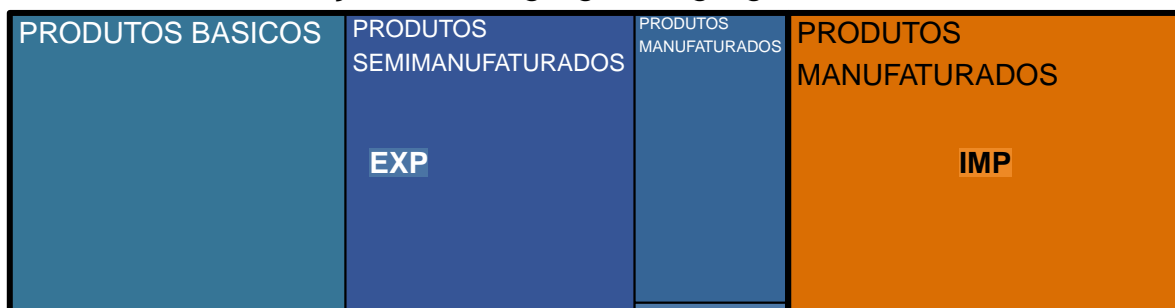 PRODUTOS BASICOS
PRODUTOS
SEMIMANUFATURADOS
PRODUTOS
MANUFATURADOS
PRODUTOS
MANUFATURADOS
EXP
IMP